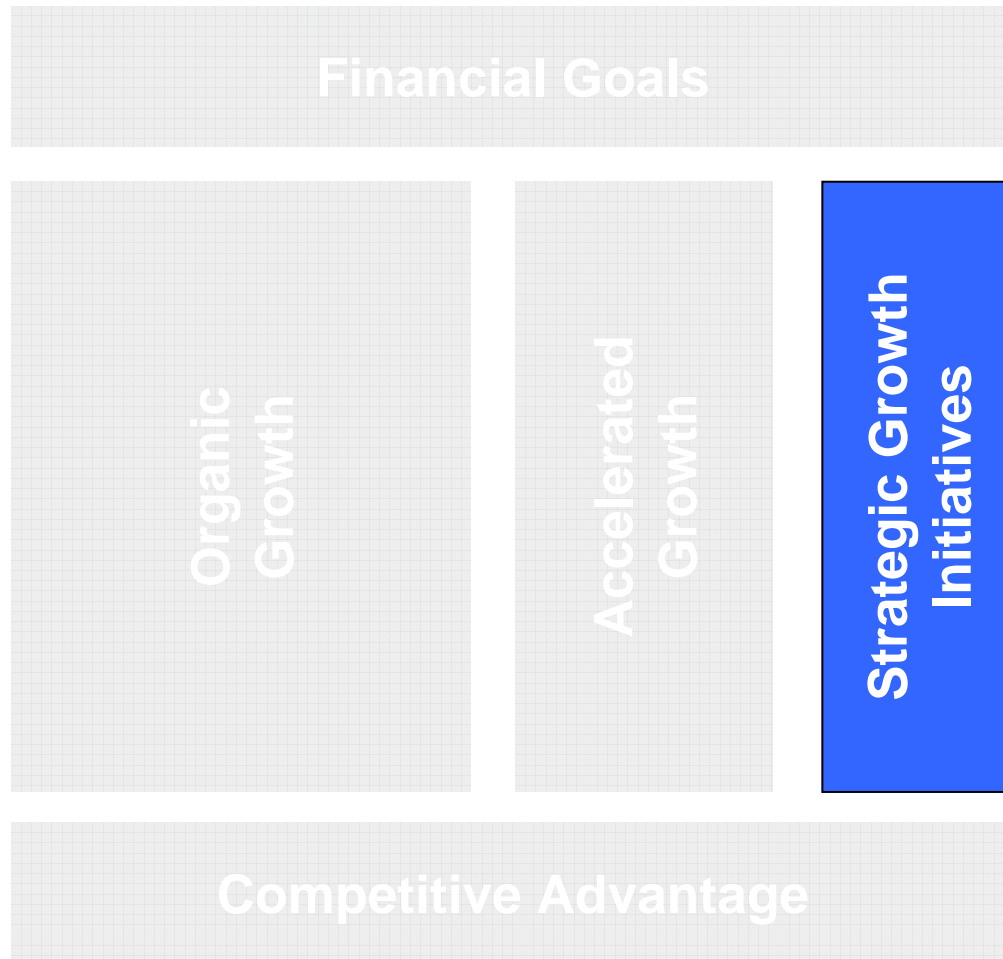 Financial Goals
Organic
Growth
Accelerated
Growth
Strategic Growth
Initiatives
Competitive Advantage